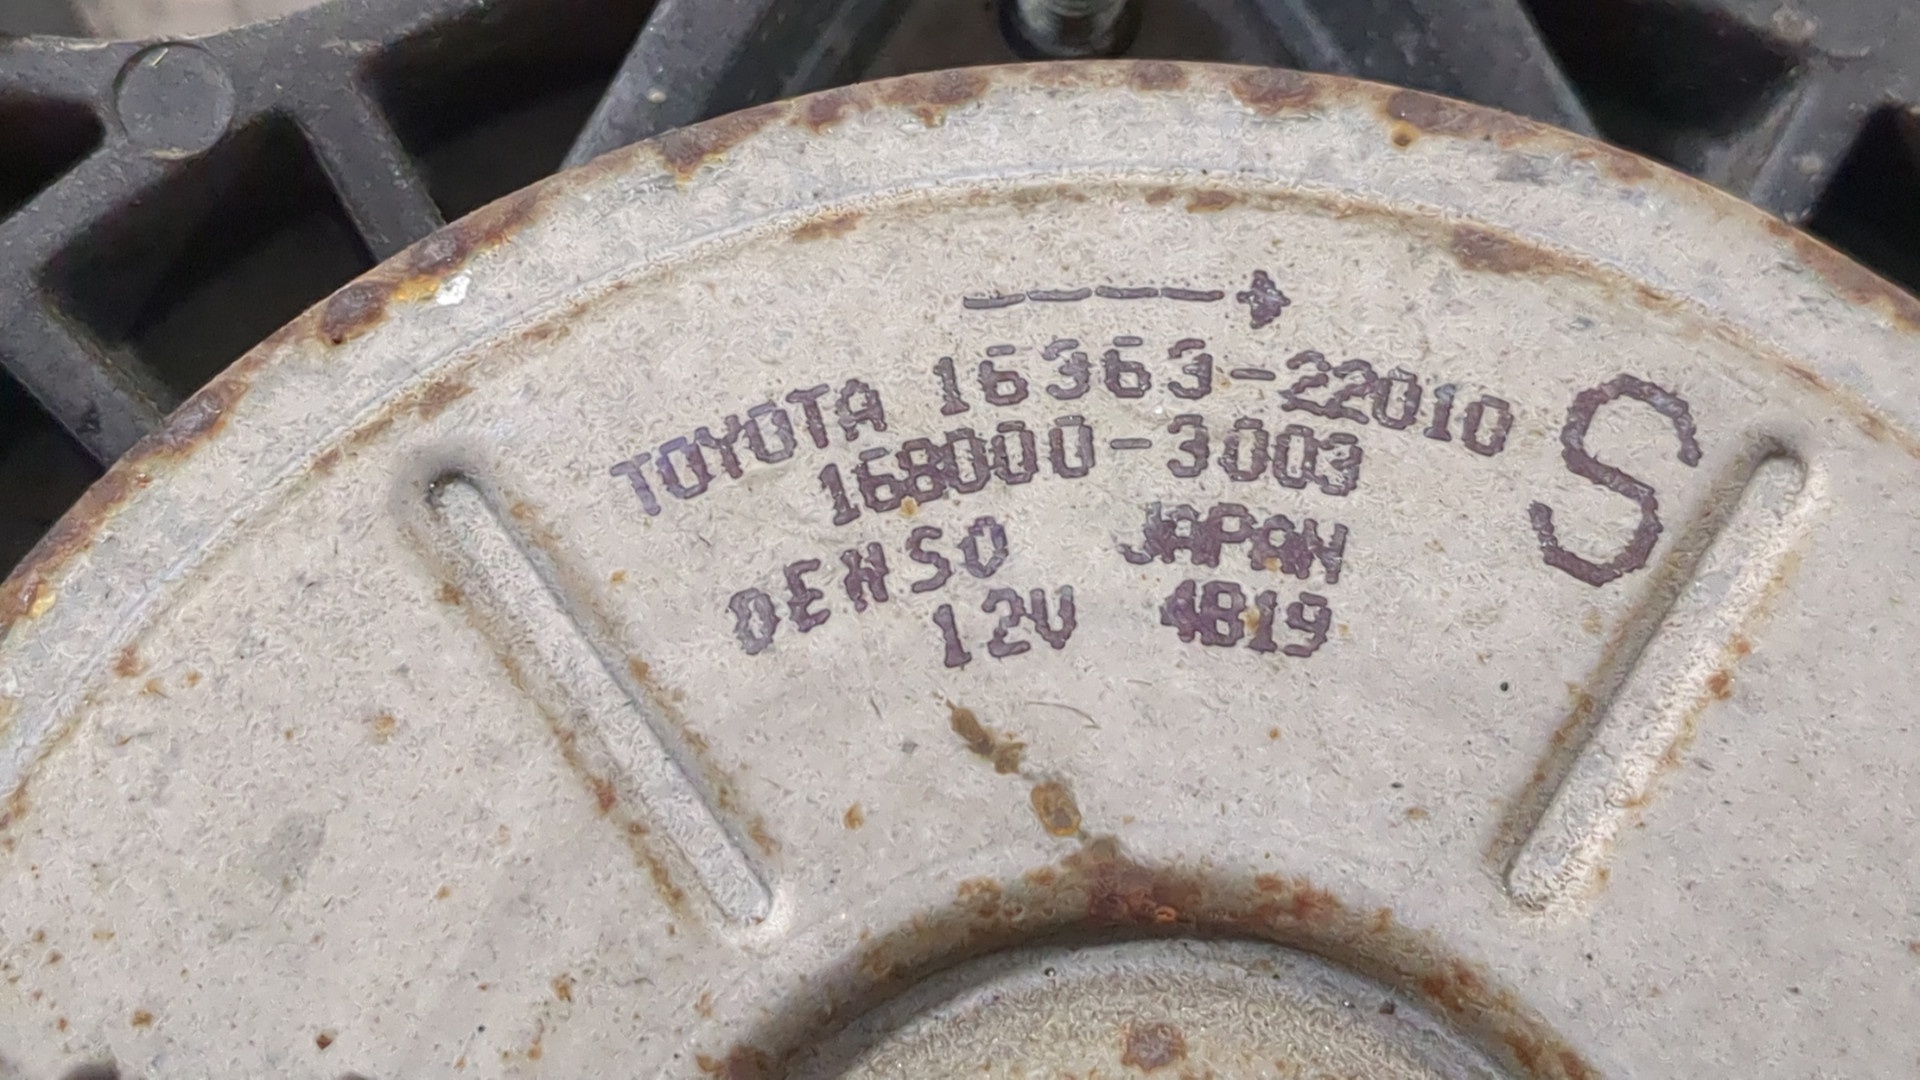 TOYOTA 16363-22010
168000-3003
S
DENSO JAPAN
12V 4819